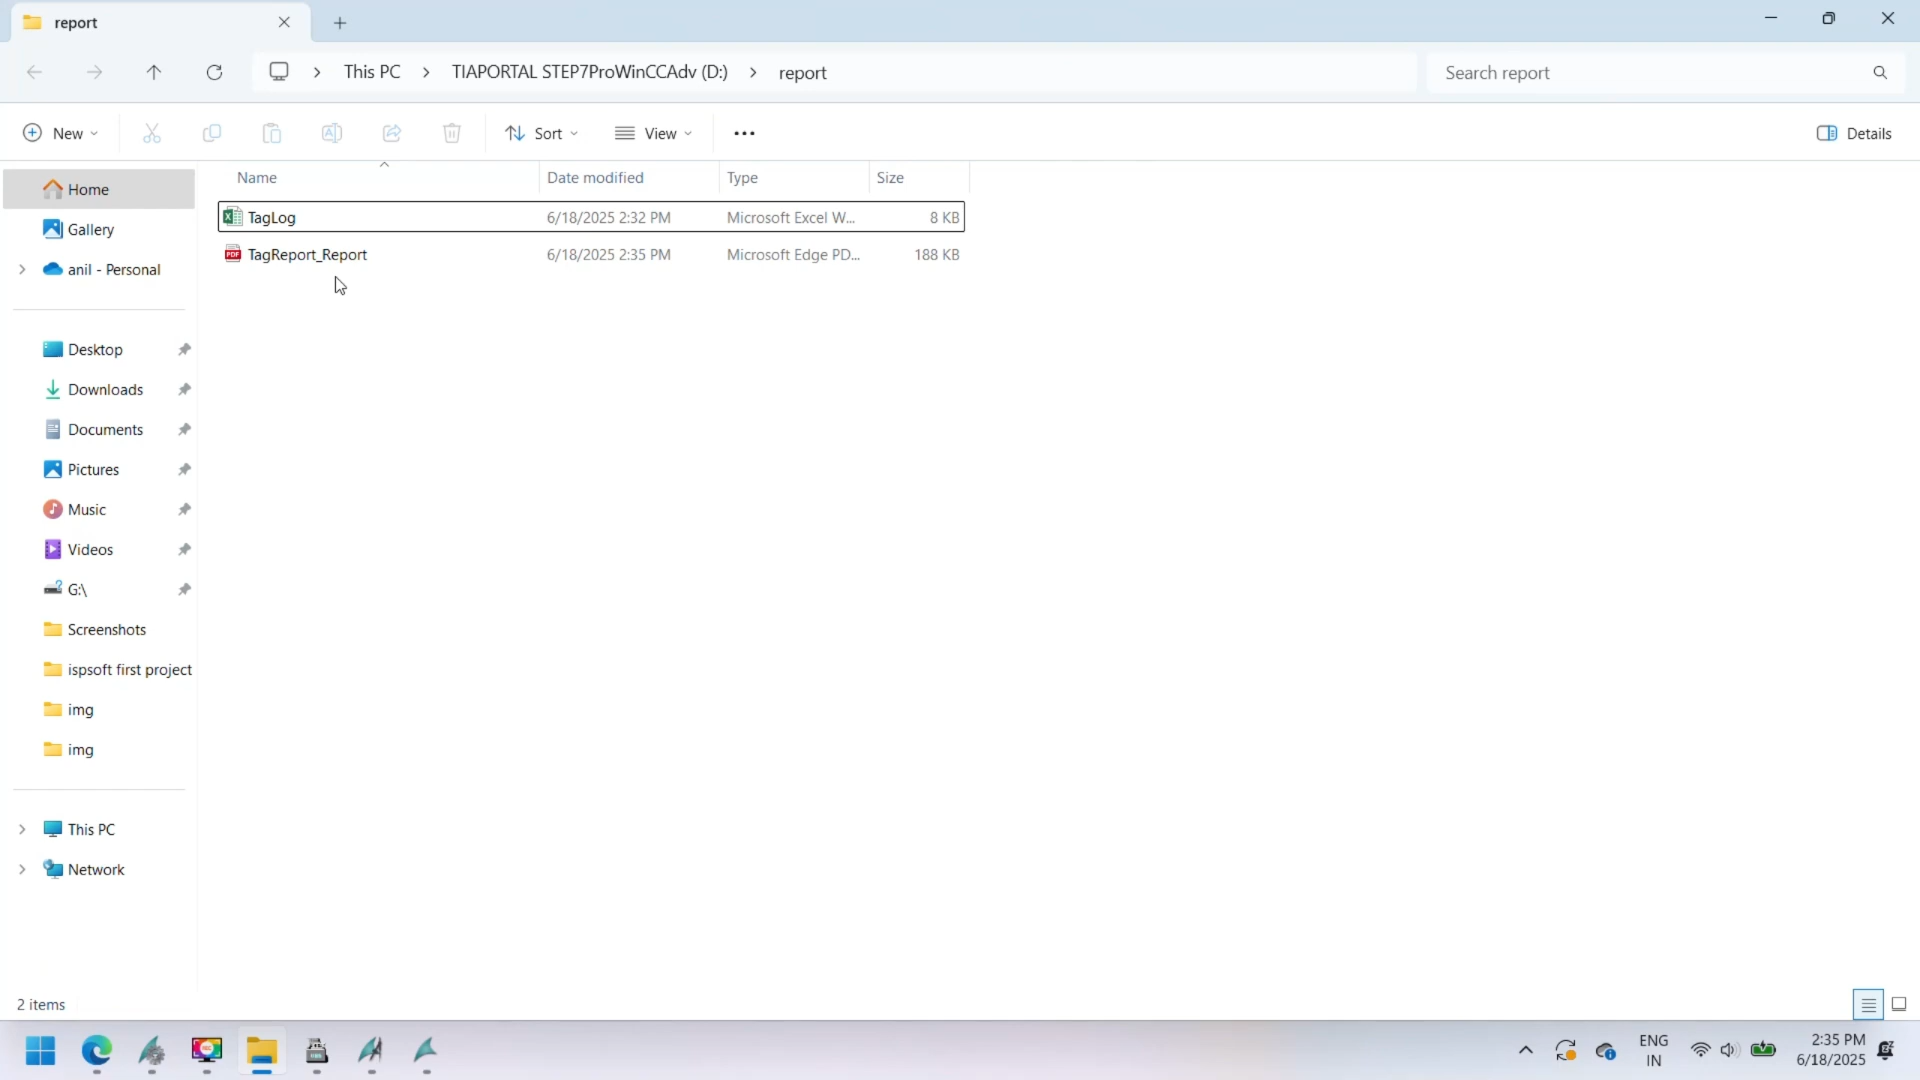 report
This PC > TIAPORTAL STEP7ProWinCCAdv (D:) > report
Search report
New
Sort
View
Details
Name Date modified Type Size
TagLog 6/18/2025 2:32 PM Microsoft Excel W... 8 KB
TagReport_Report 6/18/2025 2:35 PM Microsoft Edge PD... 188 KB
Home
Gallery
anil - Personal
Desktop
Downloads
Documents
Pictures
Music
Videos
G:\
Screenshots
ispsoft first project
img
img
This PC
Network
2 items
ENG
IN
2:35 PM
6/18/2025